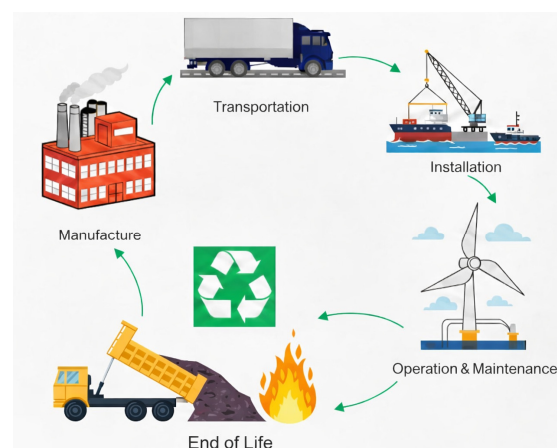 Transportation
Installation
Manufacture
Operation & Maintenance
End of Life